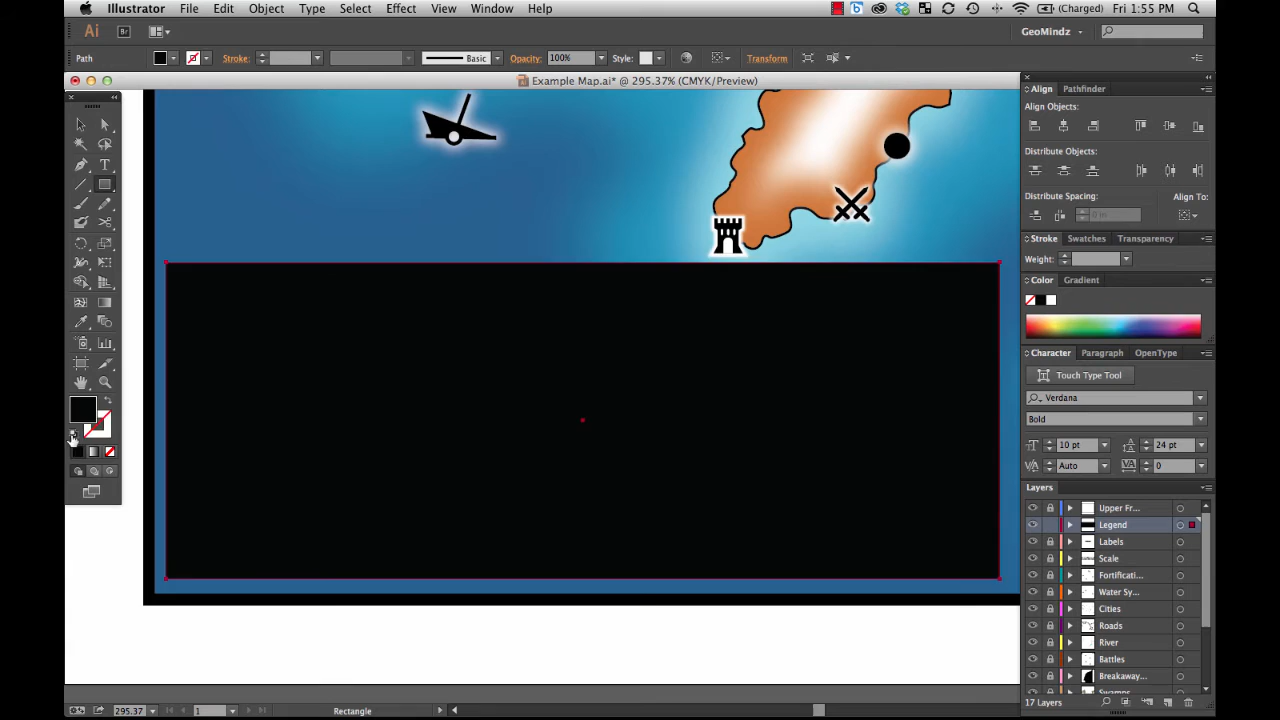 Illustrator File Edit Object Type Select Effect View Window Help (Charged) Fri 1:55 PM
Ai Br GeoMindz
Path Stroke: Basic Opacity: 100% Style: Transform
Example Map.ai* @ 295.37% (CMYK/Preview)
Align Pathfinder
Align Objects:
Distribute Objects:
Distribute Spacing: Align To:
0 in
Stroke Swatches Transparency
Weight:
Color Gradient
Character Paragraph OpenType
Touch Type Tool
Verdana
Bold
10 pt 24 pt
Auto 0
Layers
Upper Fr...
Legend
Labels
Scale
Fortificati...
Water Sy...
Cities
Roads
River
Battles
Breakaway...
Swamps
17 Layers
295.37 1 Rectangle